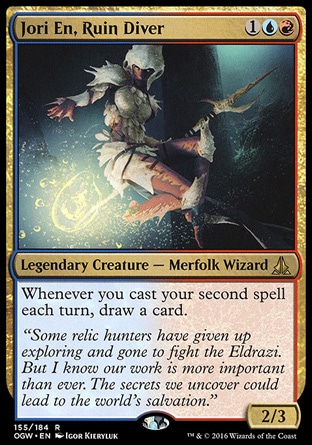 Jori En, Ruin Diver 1
Legendary Creature — Merfolk Wizard
Whenever you cast your second spell
each turn, draw a card.
“Some relic hunters have given up
exploring and gone to fight the Eldrazi.
But I know our work is more important
than ever. The secrets we uncover could
lead to the world’s salvation.”
2/3
155/184 R
OGW • EN Igor Kieryluk
™ & © 2016 Wizards of the Coast